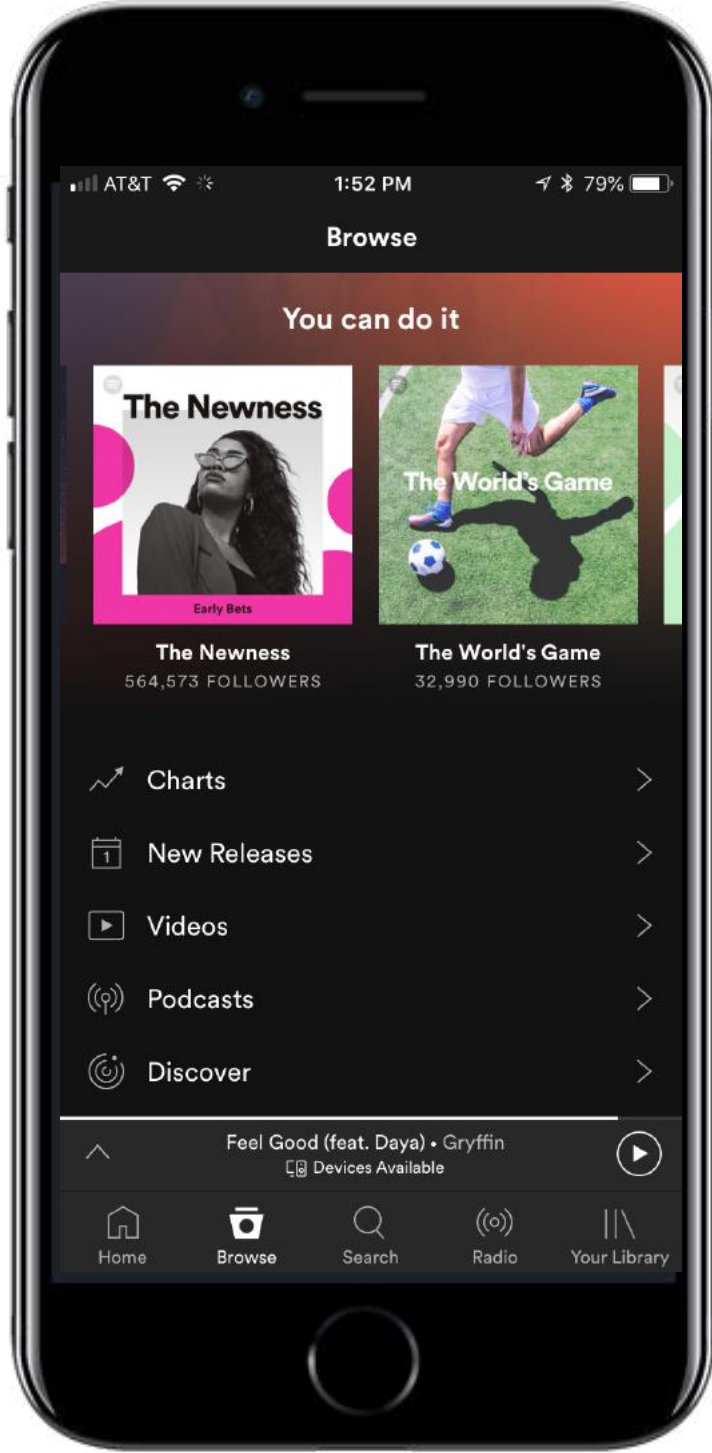 AT&T 1:52 PM 79%
Browse
You can do it
The Newness
The World's Game
Early Bets
The Newness The World's Game
564,573 FOLLOWERS 32,990 FOLLOWERS
Charts
1 New Releases
Videos
Podcasts
Discover
Feel Good (feat. Daya) • Gryffin
Devices Available
Home Browse Search Radio Your Library